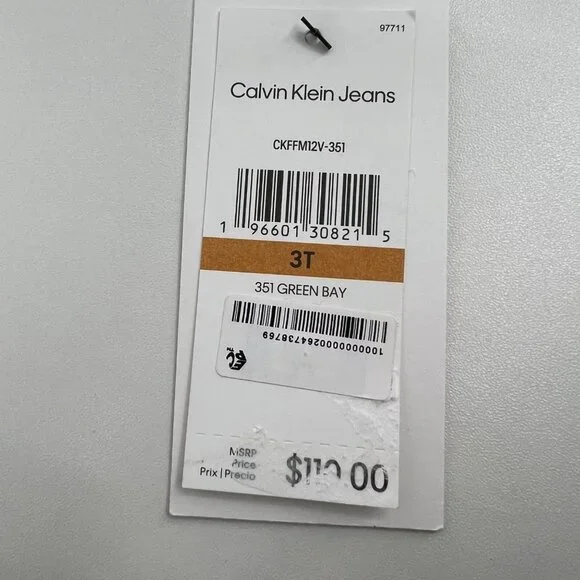 97711
Calvin Klein Jeans
CKFFM12V-351
1 96601 30821 5
3T
351 GREEN BAY
1000000000264738769
MSRP
Price
Prix | Precio
$110.00